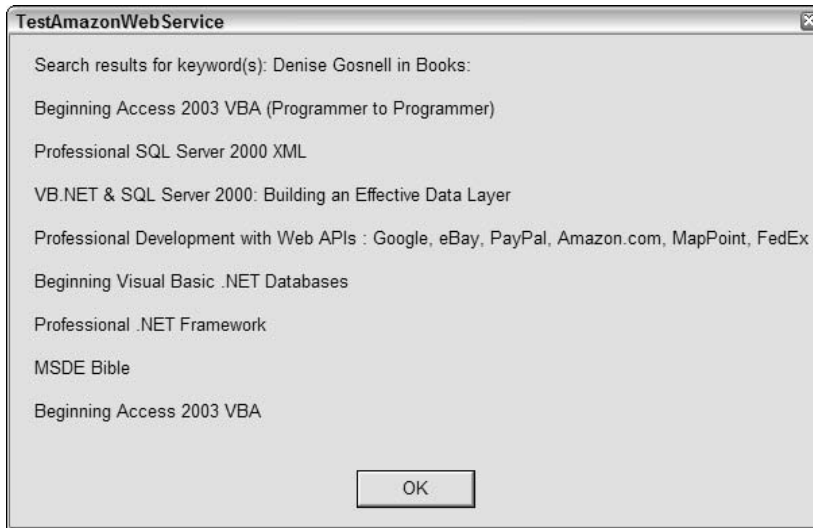 TestAmazonWebService
Search results for keyword(s): Denise Gosnell in Books:
Beginning Access 2003 VBA (Programmer to Programmer)
Professional SQL Server 2000 XML
VB.NET & SQL Server 2000: Building an Effective Data Layer
Professional Development with Web APIs : Google, eBay, PayPal, Amazon.com, MapPoint, FedEx
Beginning Visual Basic .NET Databases
Professional .NET Framework
MSDE Bible
Beginning Access 2003 VBA
OK